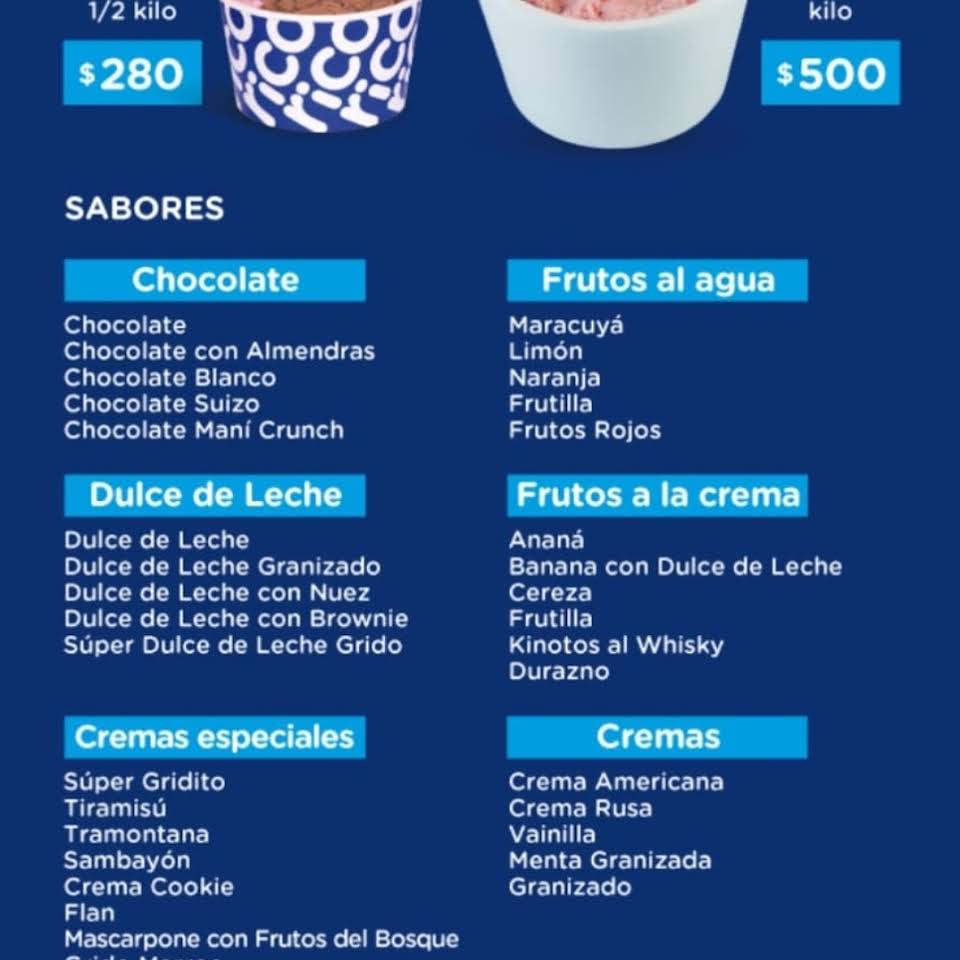 1/2 kilo
$280
kilo
$500
SABORES
Chocolate
Chocolate
Chocolate con Almendras
Chocolate Blanco
Chocolate Suizo
Chocolate Maní Crunch
Frutos al agua
Maracuyá
Limón
Naranja
Frutilla
Frutos Rojos
Dulce de Leche
Dulce de Leche
Dulce de Leche Granizado
Dulce de Leche con Nuez
Dulce de Leche con Brownie
Súper Dulce de Leche Grido
Frutos a la crema
Ananá
Banana con Dulce de Leche
Cereza
Frutilla
Kinotos al Whisky
Durazno
Cremas especiales
Súper Gridito
Tiramisú
Tramontana
Sambayón
Crema Cookie
Flan
Mascarpone con Frutos del Bosque
Cremas
Crema Americana
Crema Rusa
Vainilla
Menta Granizada
Granizado